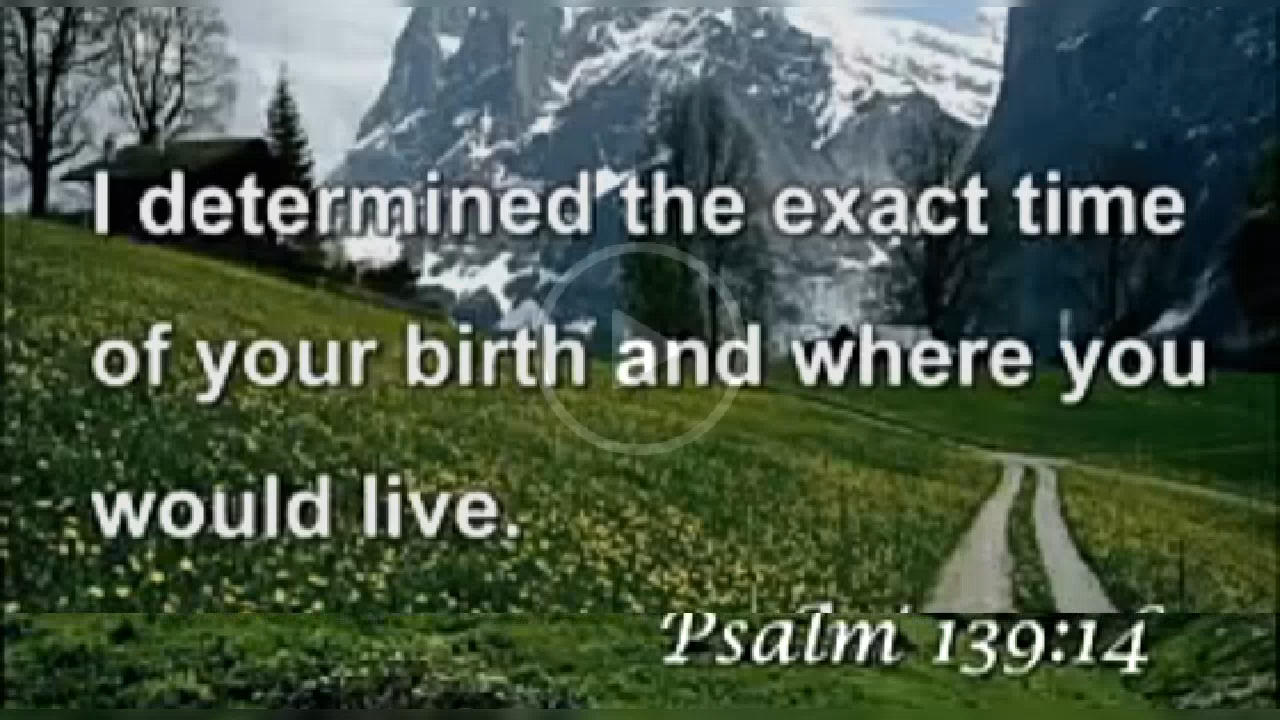 I determined the exact time
of your birth and where you
would live.
Psalm 139:14